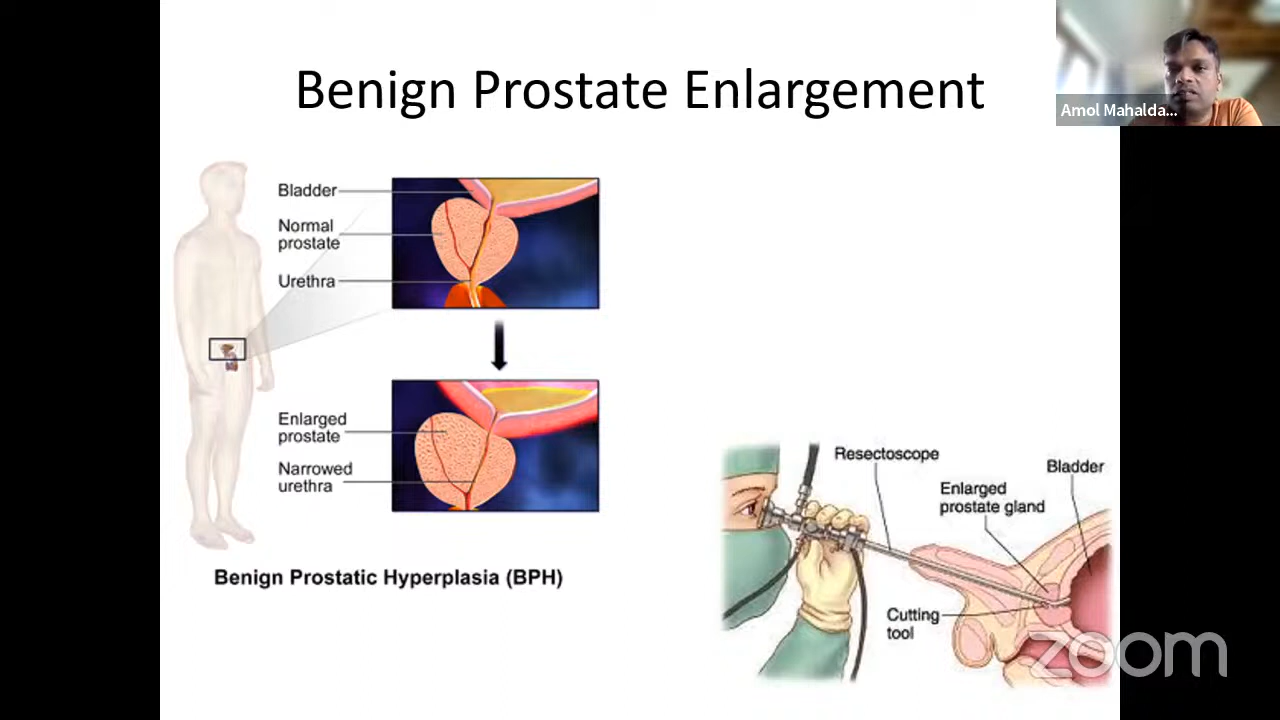 Benign Prostate Enlargement
Amol Mahalda...
Bladder
Normal
prostate
Urethra
Enlarged
prostate
Narrowed
urethra
Benign Prostatic Hyperplasia (BPH)
Resectoscope
Bladder
Enlarged
prostate gland
Cutting
tool
zoom